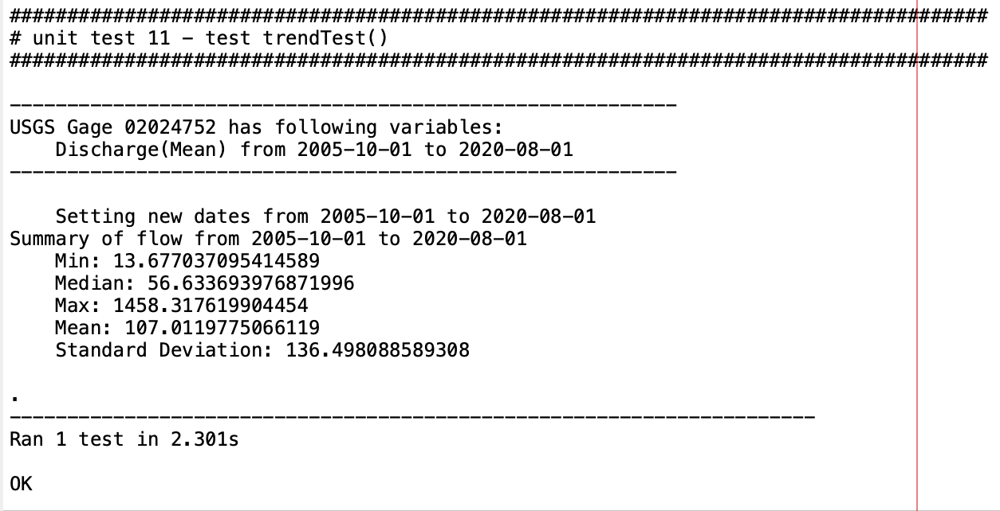 #####################################################################################
# unit test 11 - test trendTest()
#####################################################################################
----------------------------------------------------------
USGS Gage 02024752 has following variables:
    Discharge(Mean) from 2005-10-01 to 2020-08-01
----------------------------------------------------------
    Setting new dates from 2005-10-01 to 2020-08-01
Summary of flow from 2005-10-01 to 2020-08-01
    Min: 13.677037095414589
    Median: 56.633693976871996
    Max: 1458.317619904454
    Mean: 107.0119775066119
    Standard Deviation: 136.498088589308
.
----------------------------------------------------------------------
Ran 1 test in 2.301s
OK